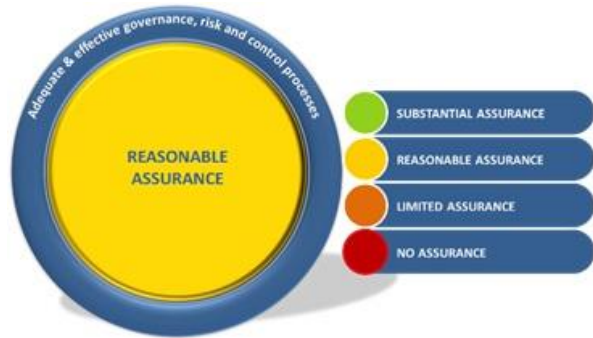 Adequate & effective governance, risk and control processes
REASONABLE
ASSURANCE
SUBSTANTIAL ASSURANCE
REASONABLE ASSURANCE
LIMITED ASSURANCE
NO ASSURANCE